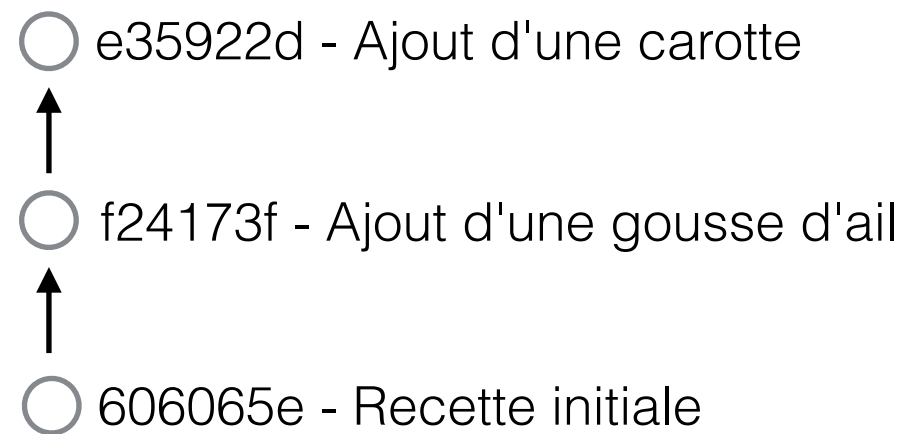 e35922d - Ajout d'une carotte
f24173f - Ajout d'une gousse d'ail
606065e - Recette initiale